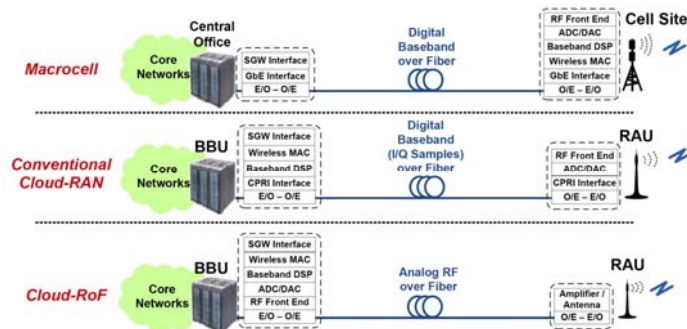 Macrocell
Core
Networks
Central
Office
SGW Interface
GbE Interface
E/O – O/E
Digital
Baseband
over Fiber
RF Front End
ADC/DAC
Baseband DSP
Wireless MAC
GbE Interface
O/E – E/O
Cell Site
Conventional
Cloud-RAN
Core
Networks
BBU
SGW Interface
Wireless MAC
Baseband DSP
CPRI Interface
E/O – O/E
Digital
Baseband
(I/Q Samples)
over Fiber
RF Front End
ADC/DAC
CPRI Interface
O/E – E/O
RAU
Cloud-RoF
Core
Networks
BBU
SGW Interface
Wireless MAC
Baseband DSP
ADC/DAC
RF Front End
E/O – O/E
Analog RF
over Fiber
Amplifier /
Antenna
O/E – E/O
RAU